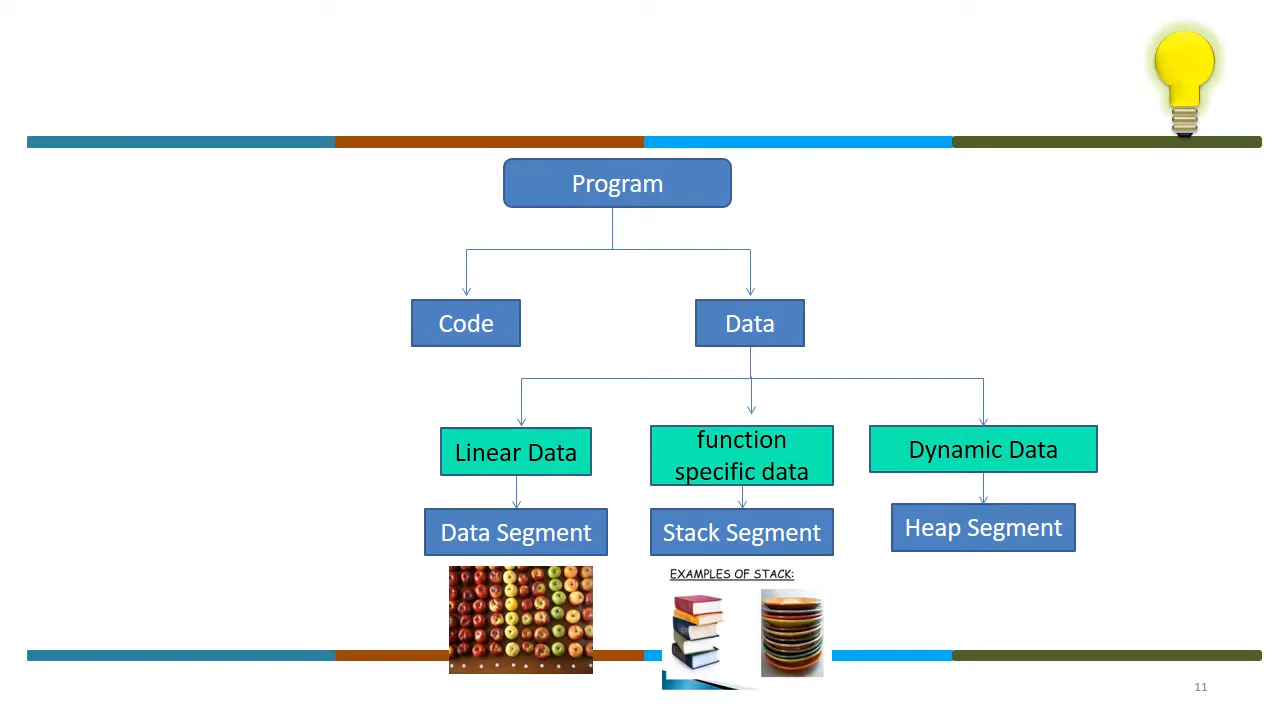 Program
Code
Data
Linear Data
function
specific data
Dynamic Data
Data Segment
Stack Segment
Heap Segment
EXAMPLES OF STACK:
11